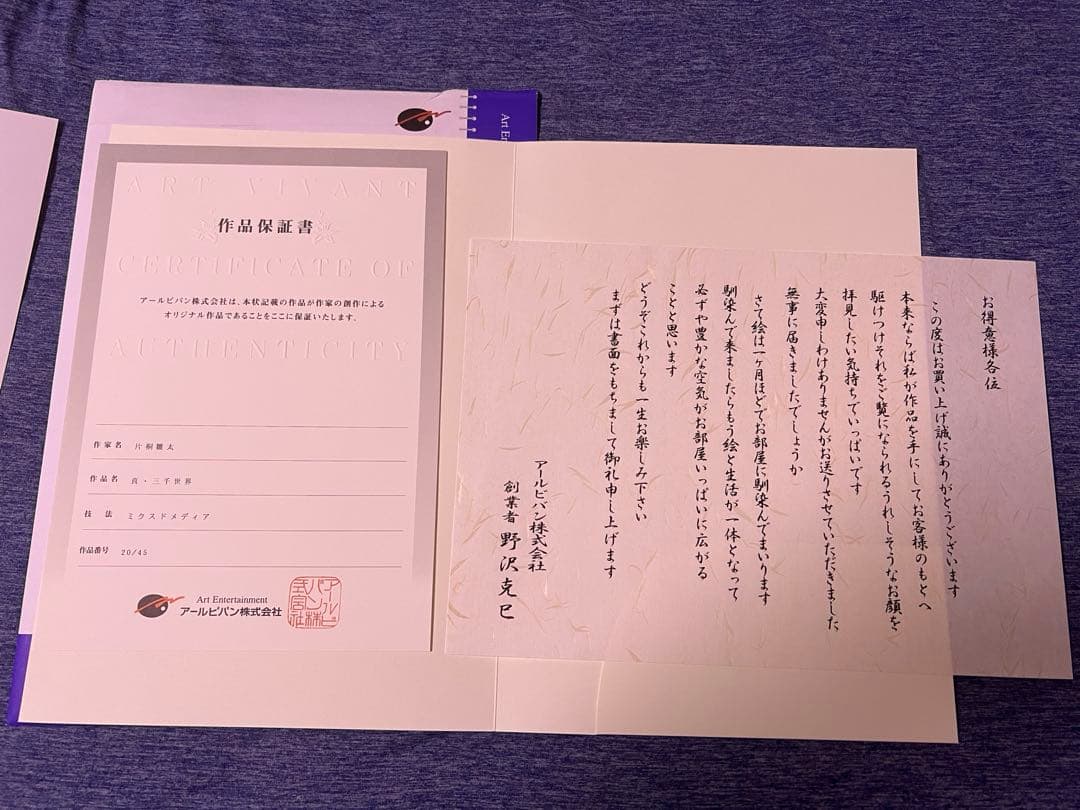 Art En
ART VIVANT
作品保証書
CERTIFICATE OF
アールビバン株式会社は、本状記載の作品が作家の創作による
オリジナル作品であることをここに保証いたします。
AUTHENTICITY
作家名 片桐雛太
作品名 真・三千世界
技 法 ミクスドメディア
作品番号 20/45
Art Entertainment
アールビバン株式会社
アールビバン株式会社
お得意様各位
この度はお買い上げ誠にありがとうございます
本来ならば私が作品を手にしてお客様のもとへ
駆けつけそれをご覧になられるうれしそうなお顔を
拝見したい気持ちでいっぱいです
大変申しわけありませんがお送りさせていただきました
無事に届きましたでしょうか
さて絵は一ヶ月ほどでお部屋に馴染んでまいります
馴染んで来ましたらもう絵と生活が一体となって
必ずや豊かな空気がお部屋いっぱいに広がる
ことと思います
どうぞこれからも一生お楽しみ下さい
まずは書面をもちまして御礼申し上げます
アールビバン株式会社
創業者 野沢克巳